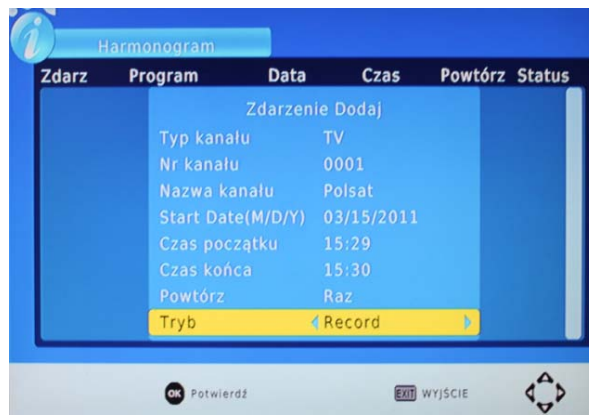 Harmonogram
Zdarz Program Data Czas Powtórz Status
Zdarzenie Dodaj
Typ kanału TV
Nr kanału 0001
Nazwa kanału Polsat
Start Date(M/D/Y) 03/15/2011
Czas początku 15:29
Czas końca 15:30
Powtórz Raz
Tryb Record
OK Potwierdź EXIT WYJŚCIE